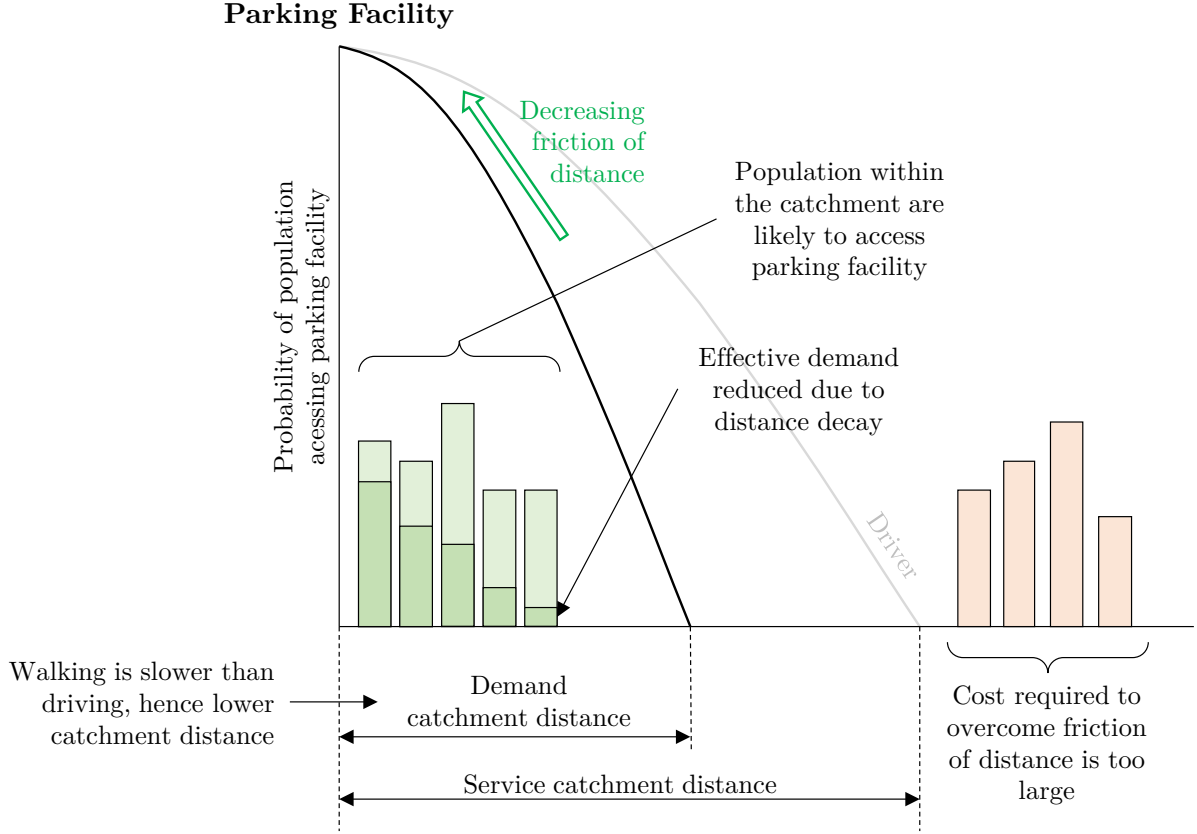 Parking Facility
Decreasing
friction of
distance
Population within
the catchment are
likely to access
parking facility
Probability of population
acessing parking facility
Effective demand
reduced due to
distance decay
Driver
Walking is slower than
driving, hence lower
catchment distance
Demand
catchment distance
Cost required to
overcome friction
of distance is too
large
Service catchment distance